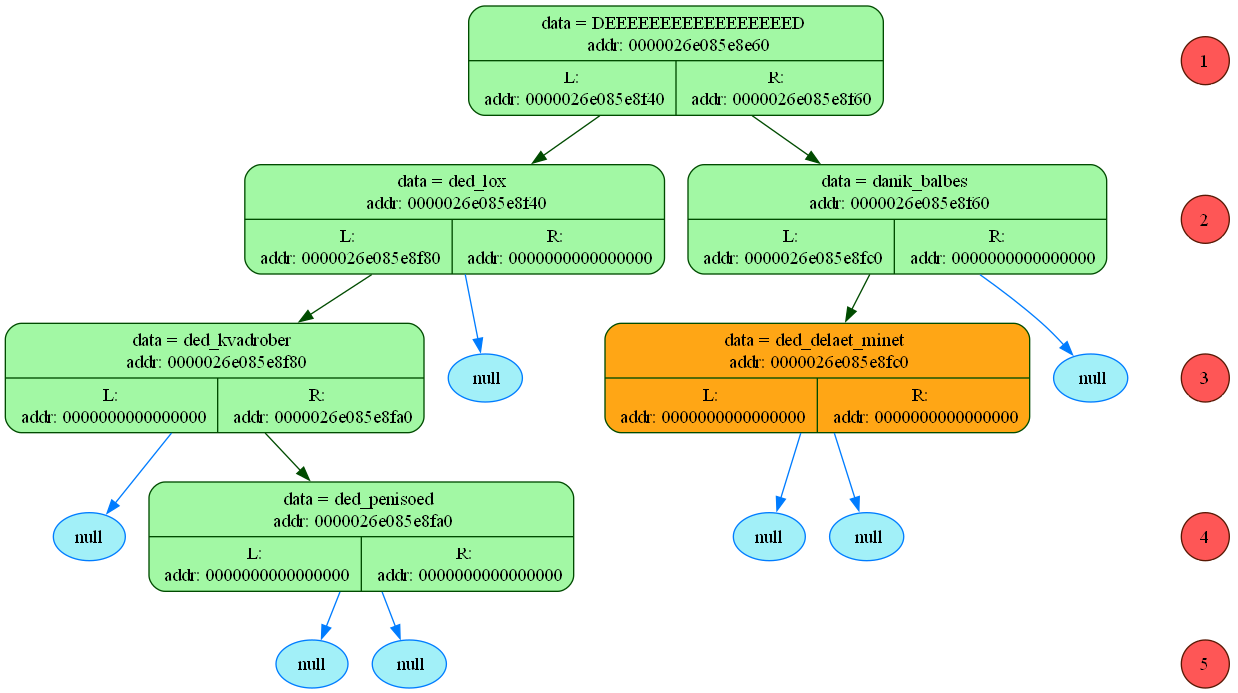 data = DEEEEEEEEEEEEEEEEED
addr: 0000026e085e8e60
L:
addr: 0000026e085e8f40
R:
addr: 0000026e085e8f60
1
data = ded_lox
addr: 0000026e085e8f40
L:
addr: 0000026e085e8f80
R:
addr: 0000000000000000
data = danik_balbes
addr: 0000026e085e8f60
L:
addr: 0000026e085e8fc0
R:
addr: 0000000000000000
2
data = ded_kvadrober
addr: 0000026e085e8f80
L:
addr: 0000000000000000
R:
addr: 0000026e085e8fa0
null
data = ded_delaet_minet
addr: 0000026e085e8fc0
L:
addr: 0000000000000000
R:
addr: 0000000000000000
null
3
null
data = ded_penisoed
addr: 0000026e085e8fa0
L:
addr: 0000000000000000
R:
addr: 0000000000000000
null
null
4
null
null
5